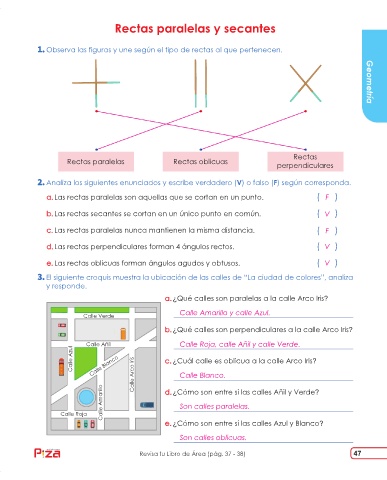 Rectas paralelas y secantes
1. Observa las figuras y une según el tipo de rectas al que pertenecen.
Geometría
Rectas paralelas
Rectas oblicuas
Rectas
perpendiculares
2. Analiza los siguientes enunciados y escribe verdadero (V) o falso (F) según corresponda.
a. Las rectas paralelas son aquellas que se cortan en un punto. ( F )
b. Las rectas secantes se cortan en un único punto en común. ( V )
c. Las rectas paralelas nunca mantienen la misma distancia. ( F )
d. Las rectas perpendiculares forman 4 ángulos rectos. ( V )
e. Las rectas oblicuas forman ángulos agudos y obtusos. ( V )
3. El siguiente croquis muestra la ubicación de las calles de “La ciudad de colores”, analiza
y responde.
Calle Verde
Calle Añil
Calle Azul
Calle Blanco
Calle Arco Iris
Calle Amarilla
Calle Roja
a. ¿Qué calles son paralelas a la calle Arco Iris?
Calle Amarilla y calle Azul.
b. ¿Qué calles son perpendiculares a la calle Arco Iris?
Calle Roja, calle Añil y calle Verde.
c. ¿Cuál calle es oblicua a la calle Arco Iris?
Calle Blanco.
d. ¿Cómo son entre sí las calles Añil y Verde?
Son calles paralelas.
e. ¿Cómo son entre sí las calles Azul y Blanco?
Son calles oblicuas.
Revisa tu Libro de Área (pág. 37 - 38)
47